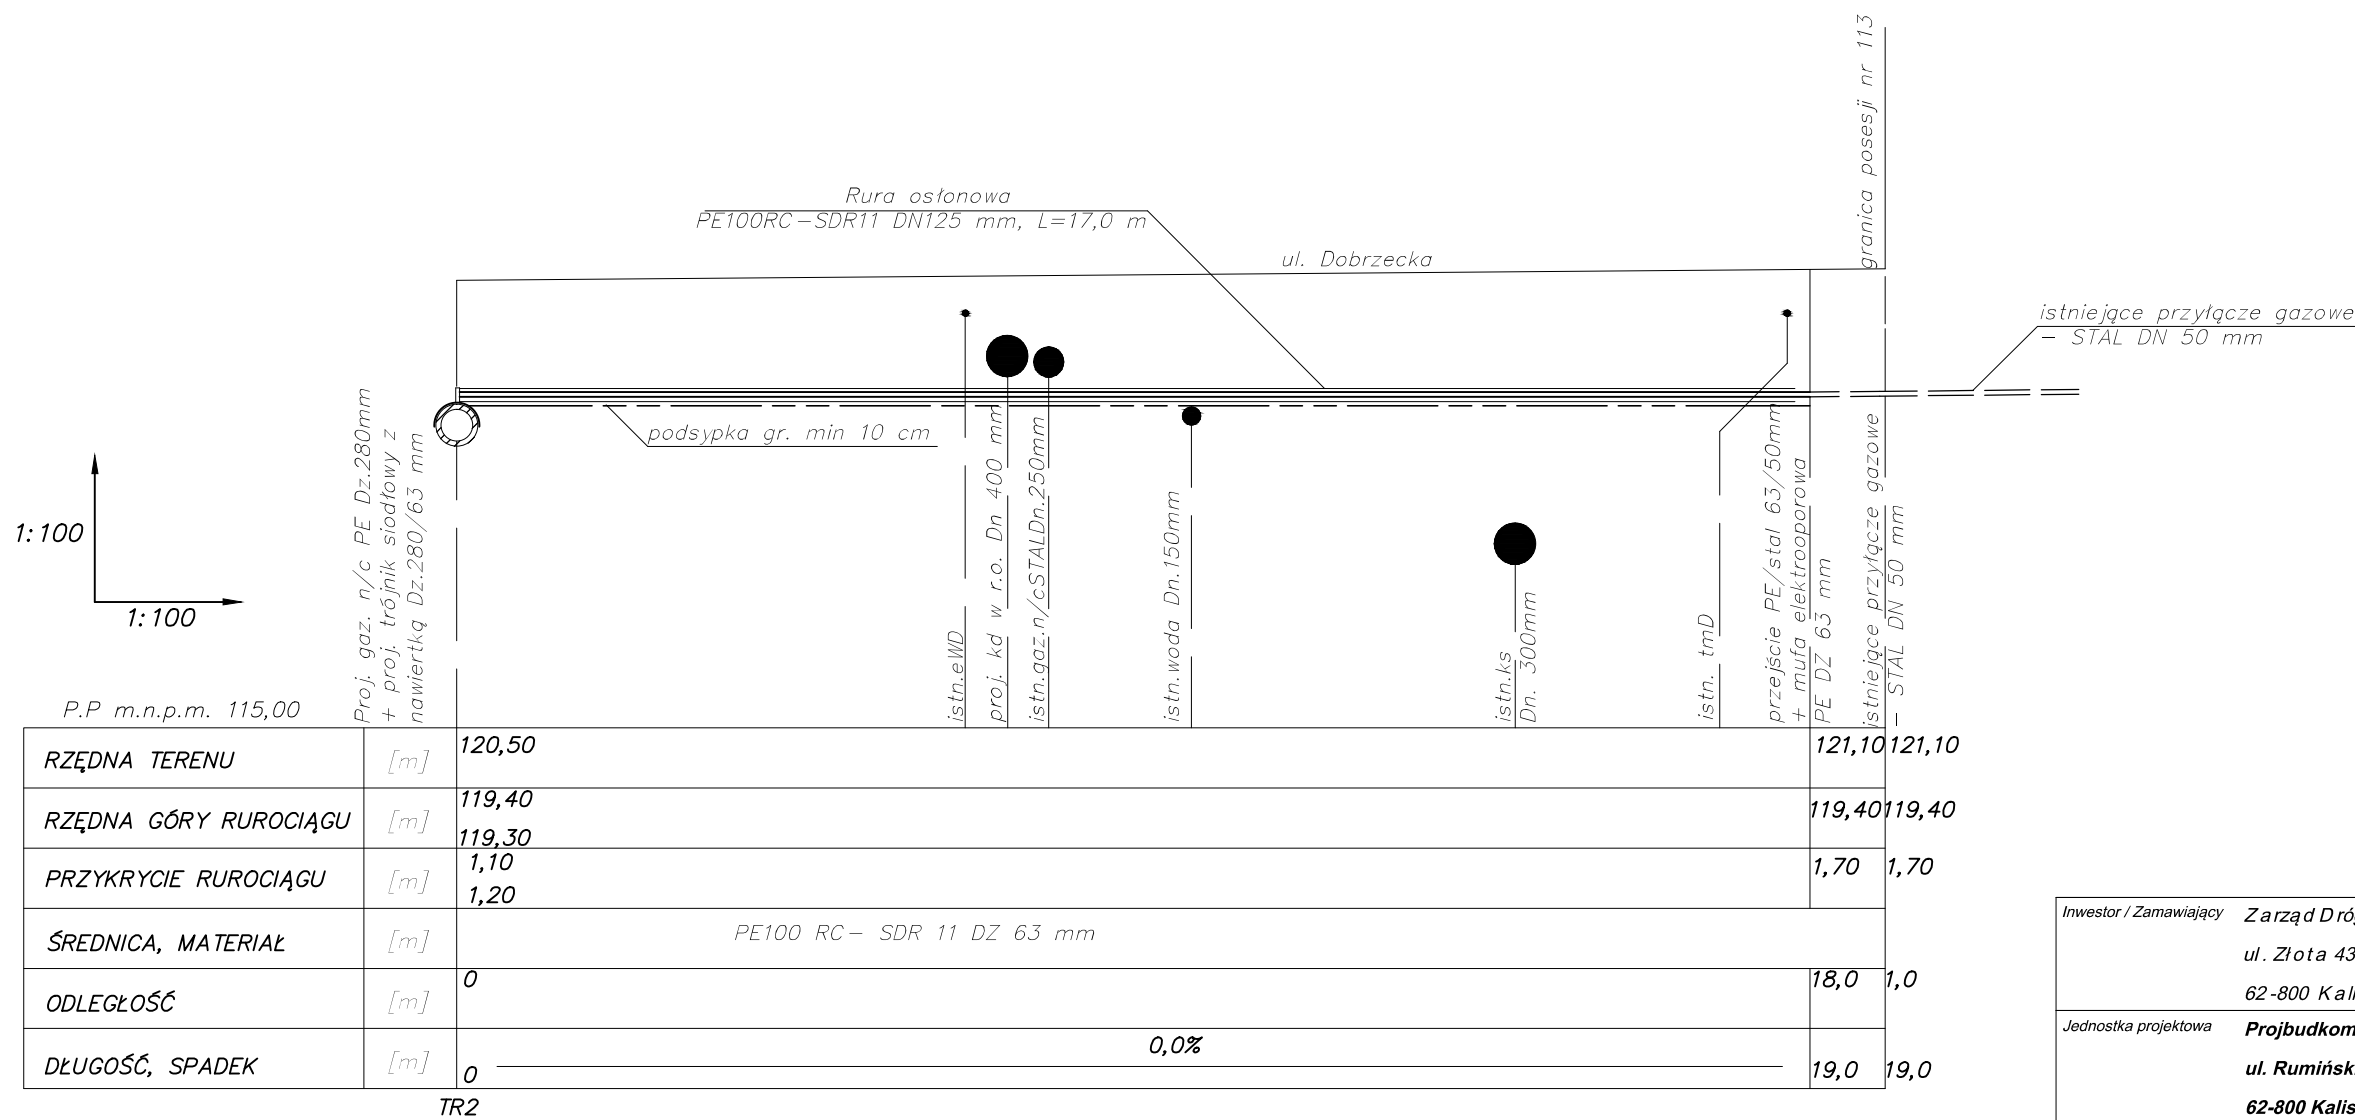 granica posesji nr 113
Rura osłonowa
PE100RC-SDR11 DN125 mm, L=17,0 m
ul. Dobrzecka
istniejące przyłącze gazowe
- STAL DN 50 mm
podsypka gr. min 10 cm
1:100
1:100
Proj. gaz. n/c PE Dz.280mm
+ proj. trójnik siodłowy z
nawiertką Dz.280/63 mm
istn.eWD
proj. kd w r.o. Dn 400 mm
istn.gaz.n/cSTALDn.250mm
istn.woda Dn.150mm
istn.ks
Dn. 300mm
istn. tmD
przejście PE/stal 63/50mm
+ mufa elektrooporowa
PE DZ 63 mm
istniejące przyłącze gazowe
- STAL DN 50 mm
P.P m.n.p.m. 115,00
RZĘDNA TERENU [m] 120,50 121,10 121,10
RZĘDNA GÓRY RUROCIĄGU [m] 119,40 119,40 119,40
119,30
PRZYKRYCIE RUROCIĄGU [m] 1,10 1,70 1,70
1,20
ŚREDNICA, MATERIAŁ [m] PE100 RC- SDR 11 DZ 63 mm
ODLEGŁOŚĆ [m] 0 18,0 1,0
DŁUGOŚĆ, SPADEK [m] 0 0,0% 19,0 19,0
TR2
Inwestor / Zamawiający Zarząd
ul. Złota 43
62-800
Jednostka projektowa Projbudkom
ul.
62-800 Kalis